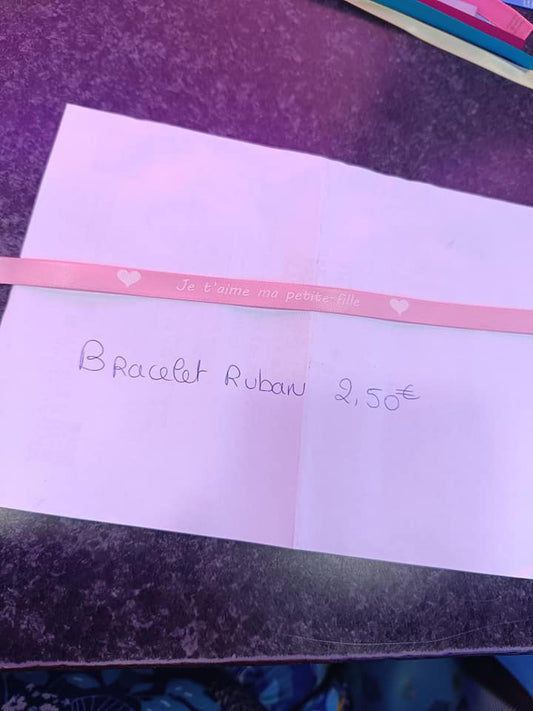 Je t'aime ma petite-fille
Bracelet Ruban 2,50€